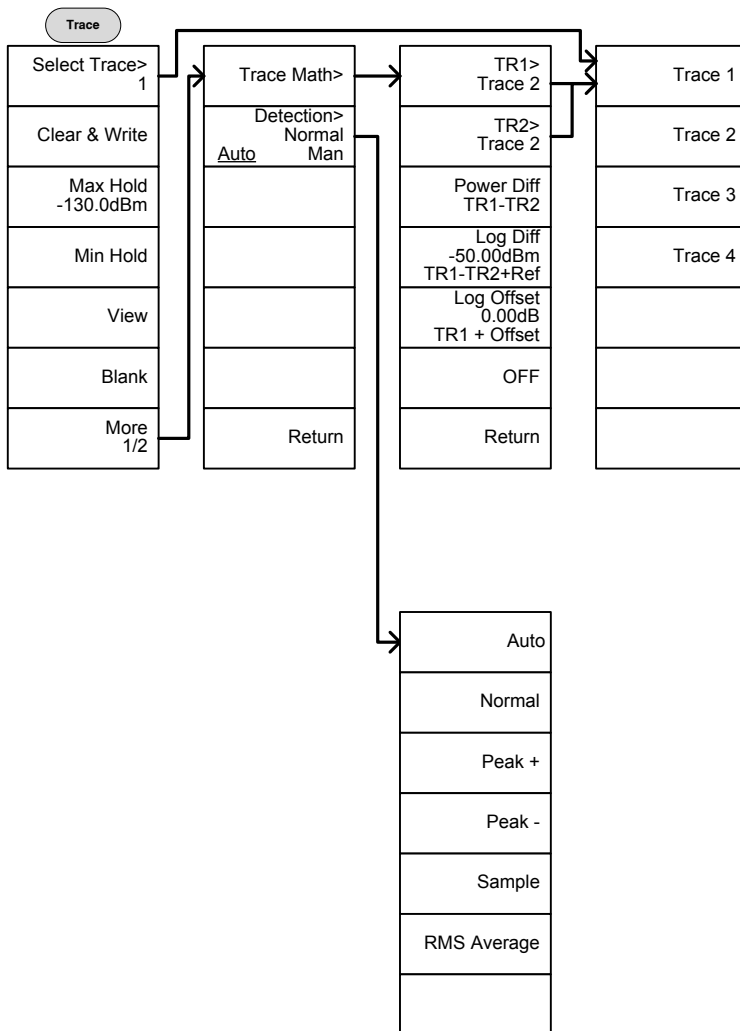 Trace
Select Trace>
1
Clear & Write
Max Hold
-130.0dBm
Min Hold
View
Blank
More
1/2
Trace Math>
Detection>
Normal
Auto Man
Return
TR1>
Trace 2
TR2>
Trace 2
Power Diff
TR1-TR2
Log Diff
-50.00dBm
TR1-TR2+Ref
Log Offset
0.00dB
TR1 + Offset
OFF
Return
Trace 1
Trace 2
Trace 3
Trace 4
Auto
Normal
Peak +
Peak -
Sample
RMS Average